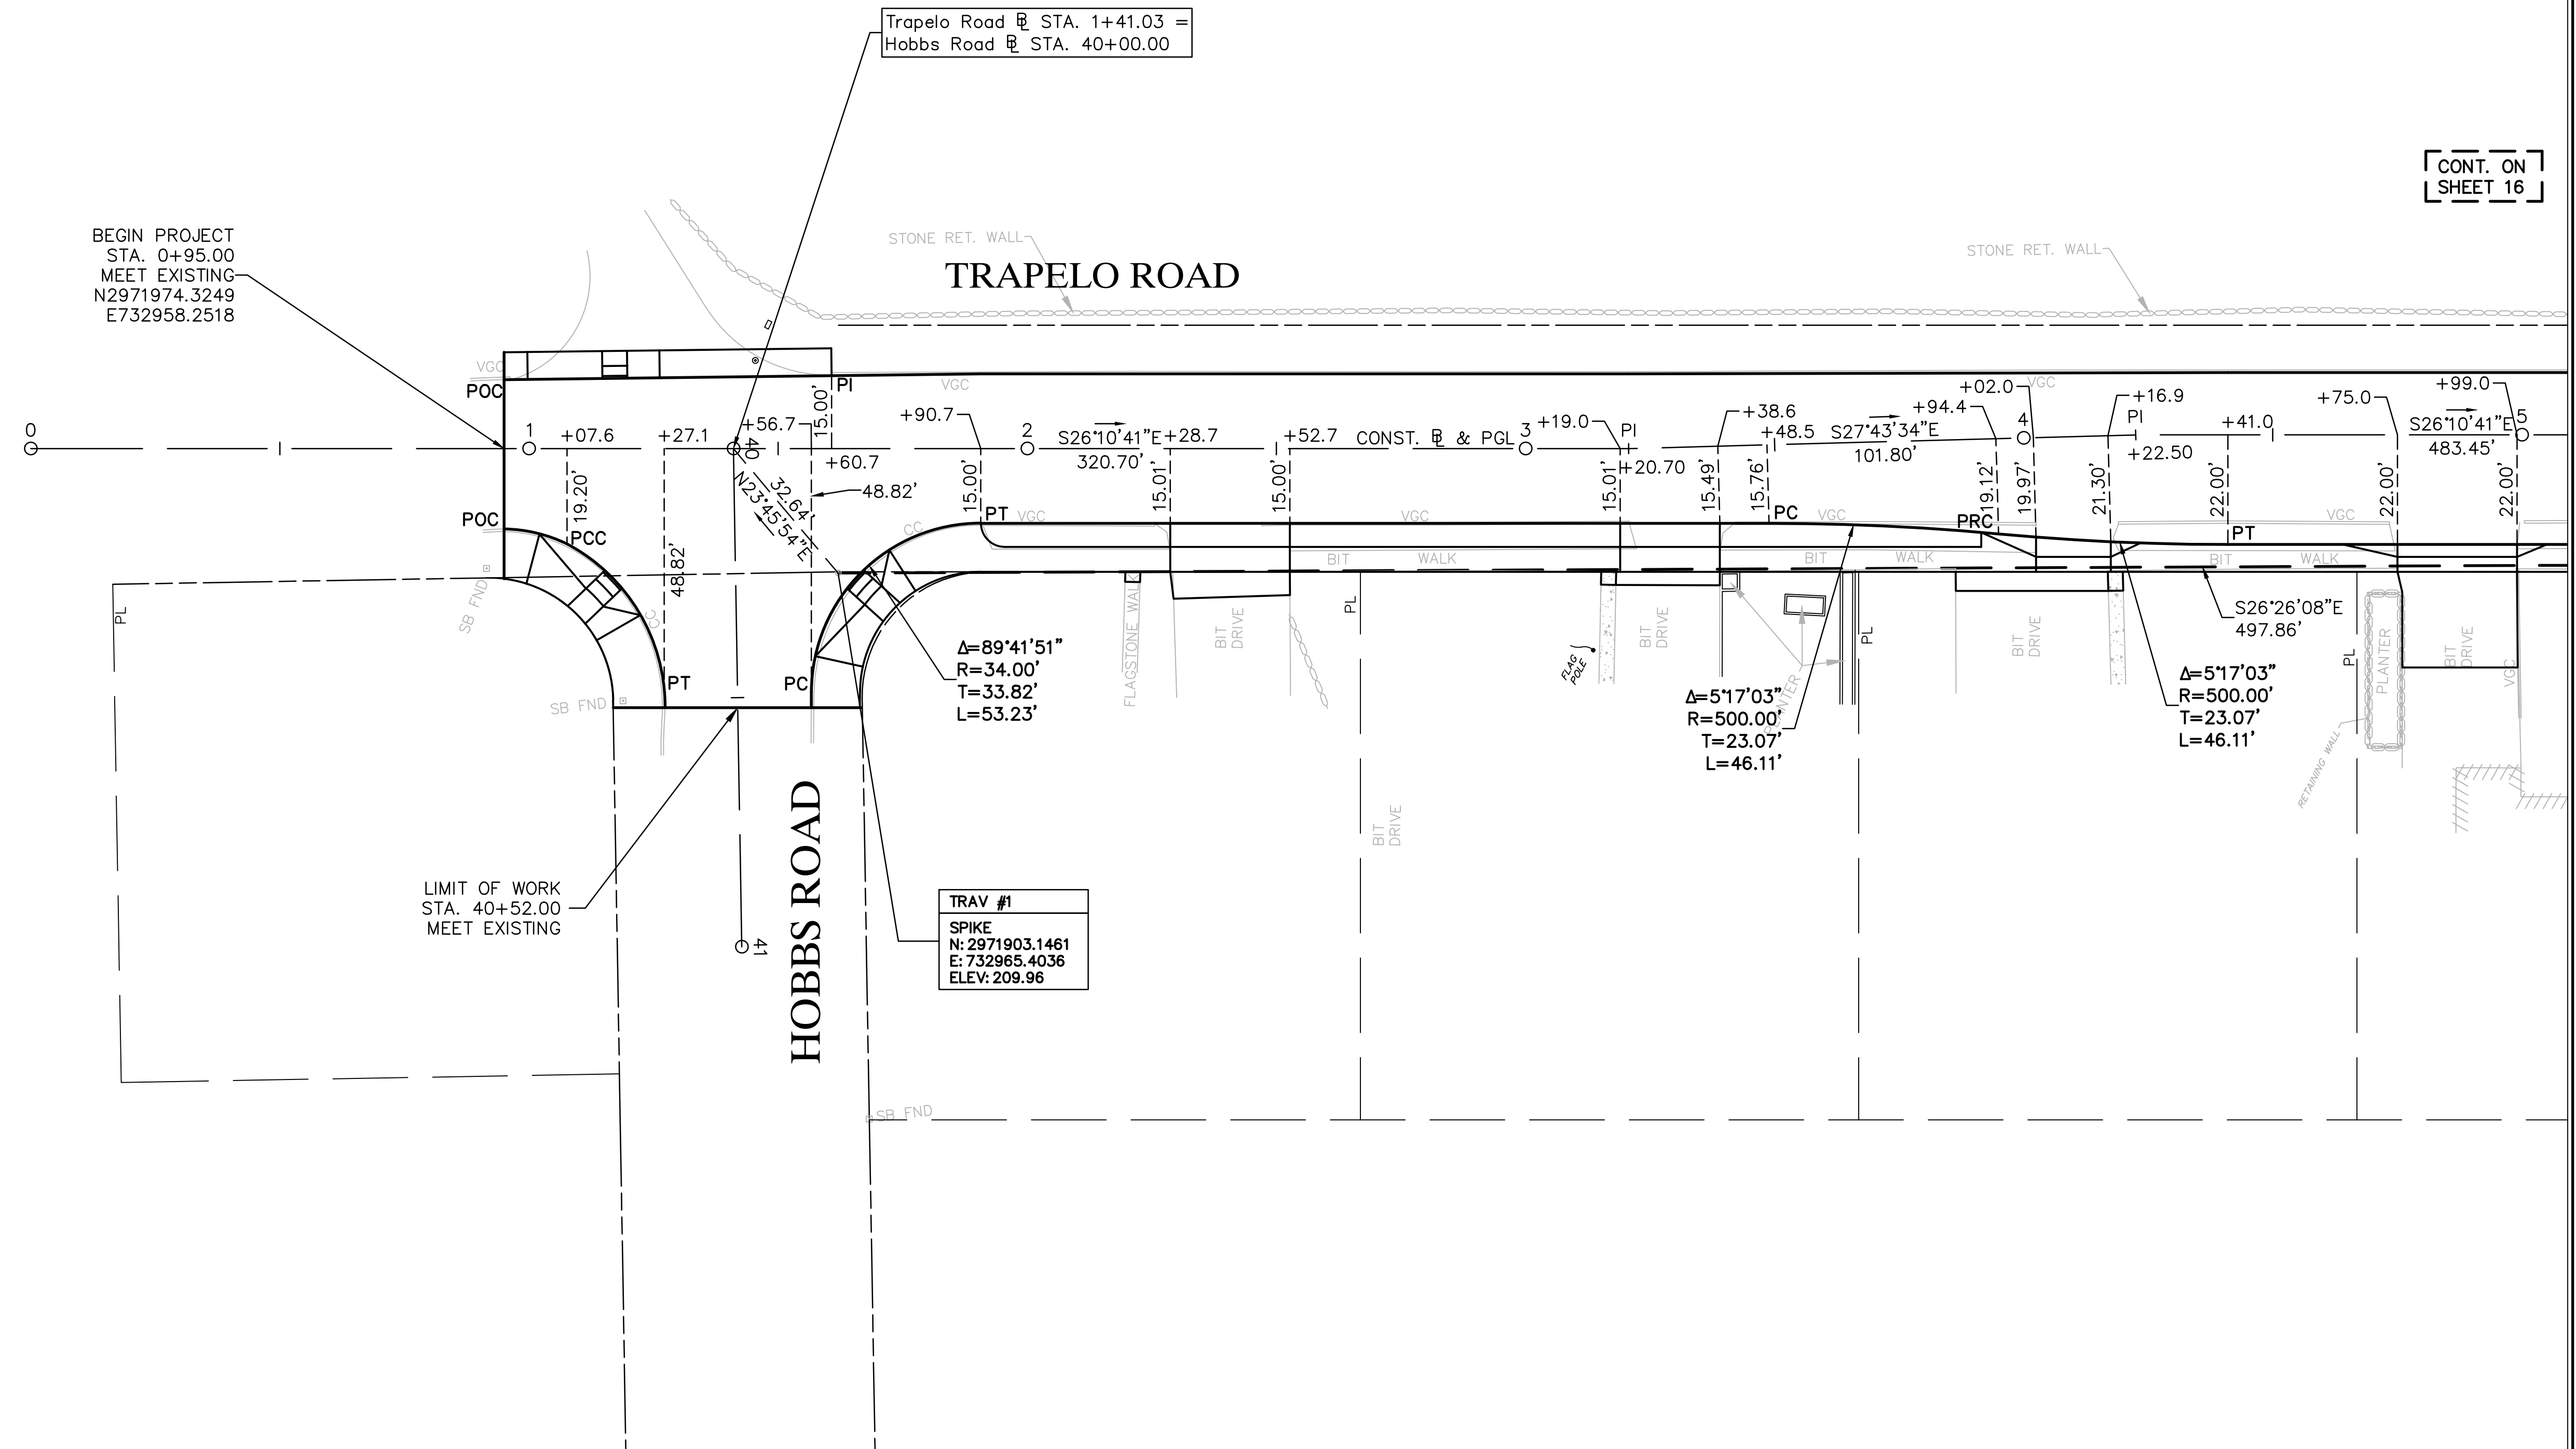 Trapelo Road BL STA. 1+41.03 =
Hobbs Road BL STA. 40+00.00
CONT. ON
SHEET 16
BEGIN PROJECT
STA. 0+95.00
MEET EXISTING
N2971974.3249
E732958.2518
STONE RET. WALL
STONE RET. WALL
TRAPELO ROAD
VGC
POC
PI
VGC
15.00'
+90.7
+02.0
VGC
+99.0
+75.0
+16.9
+38.6
+94.4
+19.0
0
1
+07.6
+27.1
40
+56.7
+60.7
2
S26°10'41"E
320.70'
+28.7
+52.7
CONST. BL & PGL
3
PI
+20.70
+48.5
S27°43'34"E
101.80'
4
PI
+22.50
+41.0
S26°10'41"E
483.45'
5
48.82'
32.64'
N23°45'54"E
19.20'
48.82'
15.00'
15.01'
15.00'
15.01'
15.49'
15.76'
19.12'
19.97'
21.30'
22.00'
22.00'
22.00'
POC
PCC
CC
PT
VGC
VGC
PC
VGC
PRC
VGC
PT
BIT WALK
BIT WALK
BIT WALK
SB FND
PL
CC
FLAGSTONE WALK
BIT
DRIVE
PL
BIT
DRIVE
FLAG
POLE
PLANTER
PL
BIT
DRIVE
S26°26'08"E
497.86'
PL
PLANTER
BIT
DRIVE
VGC
RETAINING WALL
Δ=89°41'51"
R=34.00'
T=33.82'
L=53.23'
Δ=5°17'03"
R=500.00'
T=23.07'
L=46.11'
Δ=5°17'03"
R=500.00'
T=23.07'
L=46.11'
PT
PC
SB FND
HOBBS ROAD
BIT
DRIVE
LIMIT OF WORK
STA. 40+52.00
MEET EXISTING
41
TRAV #1
SPIKE
N: 2971903.1461
E: 732965.4036
ELEV: 209.96
SB FND